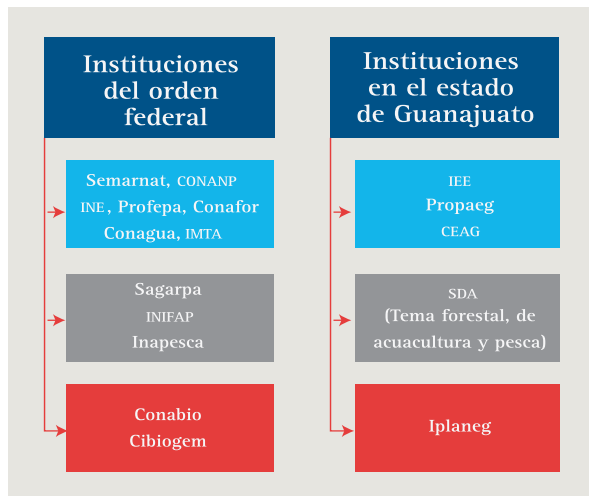 Instituciones
del orden
federal
Semarnat, CONANP
INE, Profepa, Conafor
Conagua, IMTA
Sagarpa
INIFAP
Inapesca
Conabio
Cibiogem
Instituciones
en el estado
de Guanajuato
IEE
Propaeg
CEAG
SDA
(Tema forestal, de
acuacultura y pesca)
Iplaneg